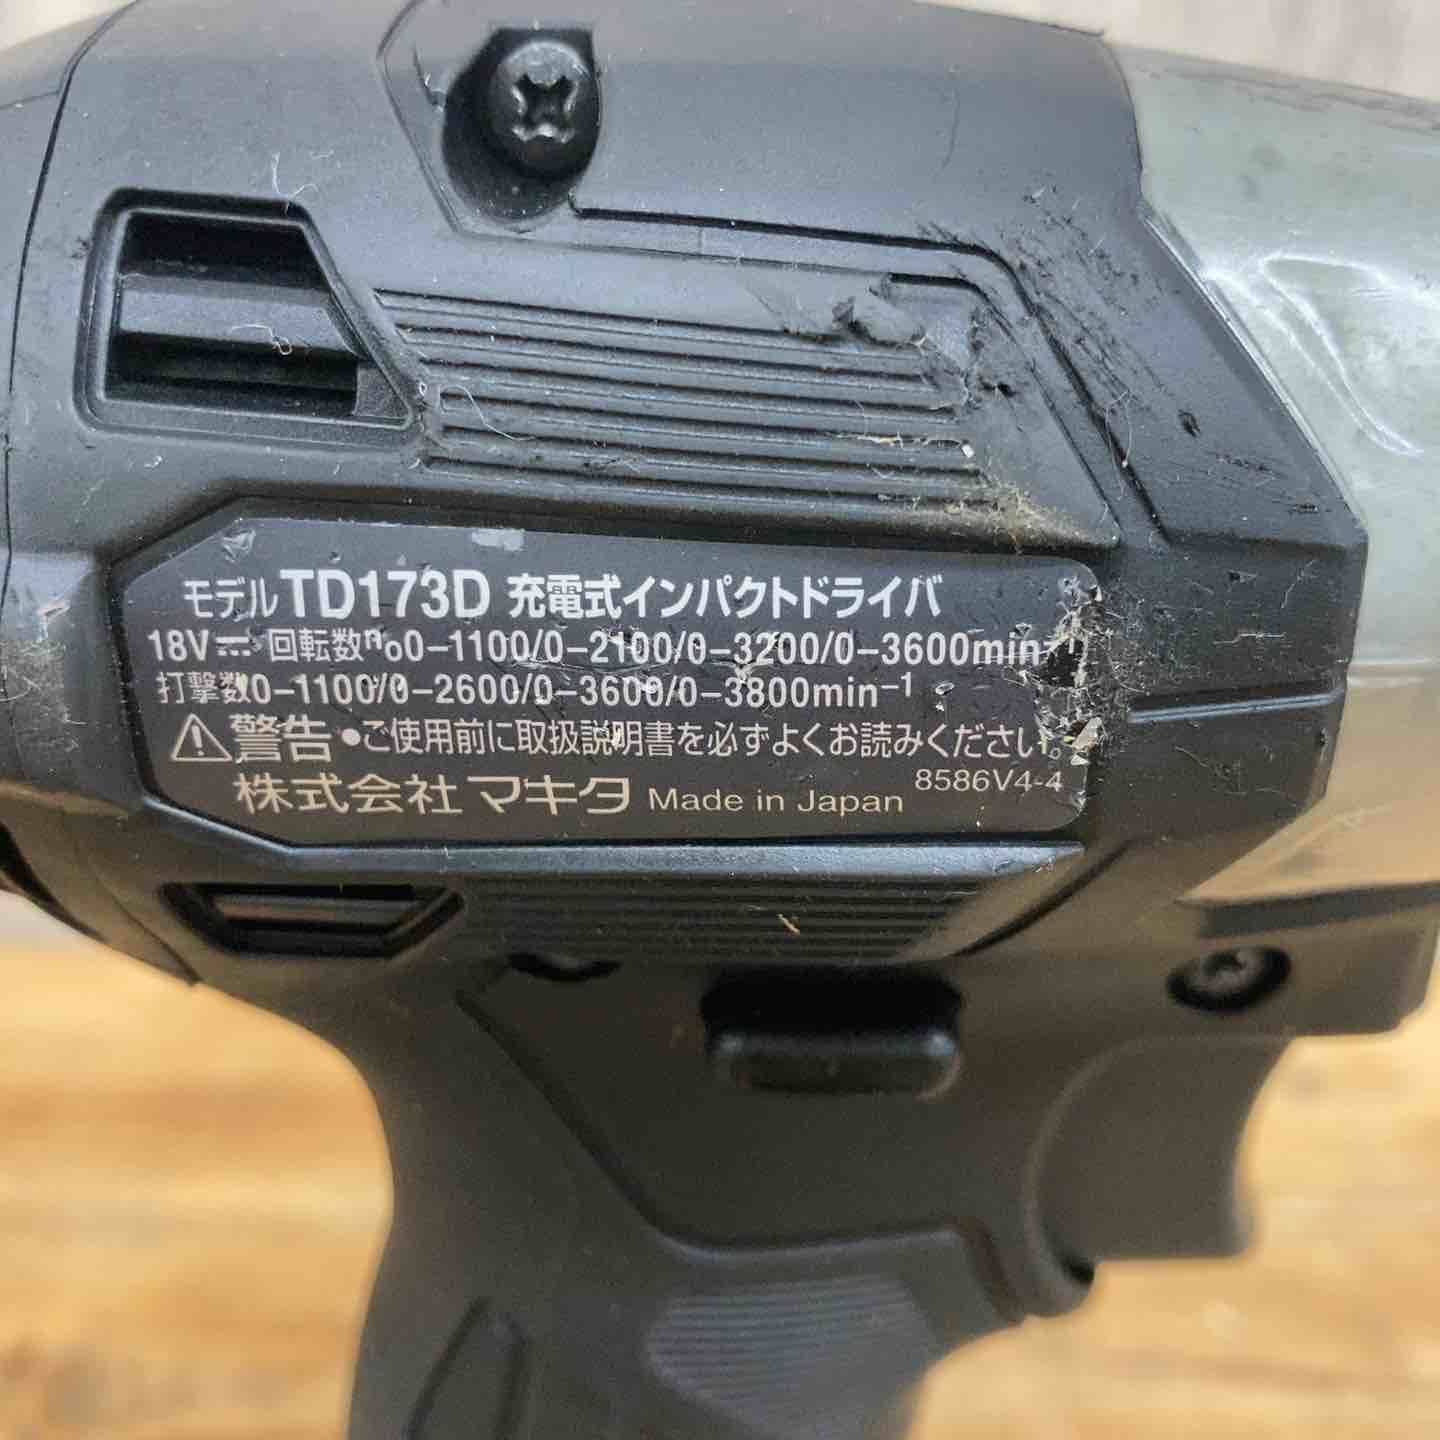 モデルTD173D 充電式インパクトドライバ
18V⎓ 回転数n₀0-1100/0-2100/0-3200/0-3600min⁻¹
打撃数0-1100/0-2600/0-3600/0-3800min⁻¹
⚠警告 •ご使用前に取扱説明書を必ずよくお読みください。
8586V4-4
株式会社マキタ Made in Japan